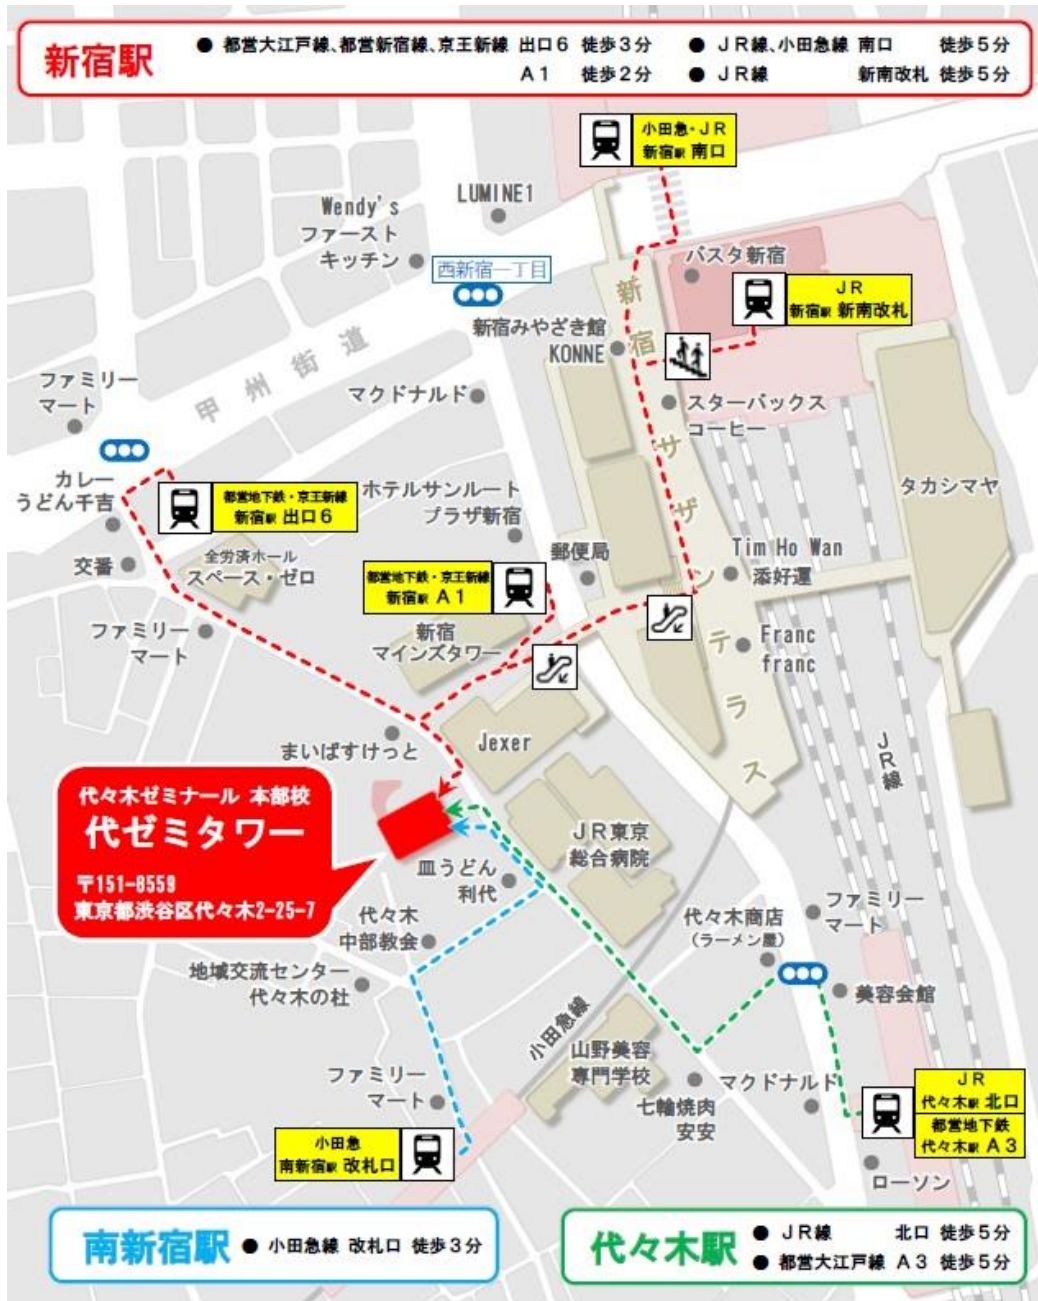 新宿駅
● 都営大江戸線、都営新宿線、京王新線 出口6 徒歩3分
A1 徒歩2分
● JR線、小田急線 南口 徒歩5分
● JR線 新南改札 徒歩5分
小田急・JR
新宿駅 南口
LUMINE1
Wendy's
ファースト
キッチン
西新宿一丁目
バスタ新宿
JR
新宿駅 新南改札
新宿みやざき館
KONNE
新宿サザンテラス
甲州街道
ファミリー
マート
マクドナルド
スターバックス
コーヒー
カレー
うどん千吉
都営地下鉄・京王新線
新宿駅 出口6
ホテルサンルート
プラザ新宿
タカシマヤ
交番
全労済ホール
スペース・ゼロ
郵便局
Tim Ho Wan
添好運
都営地下鉄・京王新線
新宿駅 A1
ファミリー
マート
新宿
マインズタワー
Franc
franc
まいばすけっと
Jexer
JR線
代々木ゼミナール 本部校
代ゼミタワー
〒151-8559
東京都渋谷区代々木2-25-7
JR東京
総合病院
皿うどん
利代
代々木
中部教会
代々木商店
(ラーメン屋)
ファミリー
マート
地域交流センター
代々木の杜
美容会館
小田急線
山野美容
専門学校
ファミリー
マート
七輪焼肉
安安
マクドナルド
JR
代々木駅 北口
都営地下鉄
代々木駅 A3
小田急
南新宿駅 改札口
ローソン
南新宿駅
● 小田急線 改札口 徒歩3分
代々木駅
● JR線 北口 徒歩5分
● 都営大江戸線 A3 徒歩5分